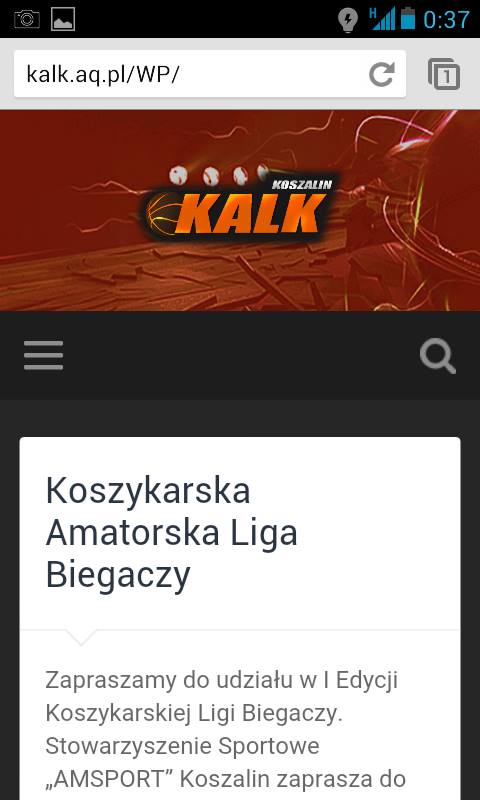 H
0:37
kalk.aq.pl/WP/
1
KOSZALIN
KALK
Koszykarska
Amatorska Liga
Biegaczy
Zapraszamy do udziału w I Edycji
Koszykarskiej Ligi Biegaczy.
Stowarzyszenie Sportowe
„AMSPORT” Koszalin zaprasza do